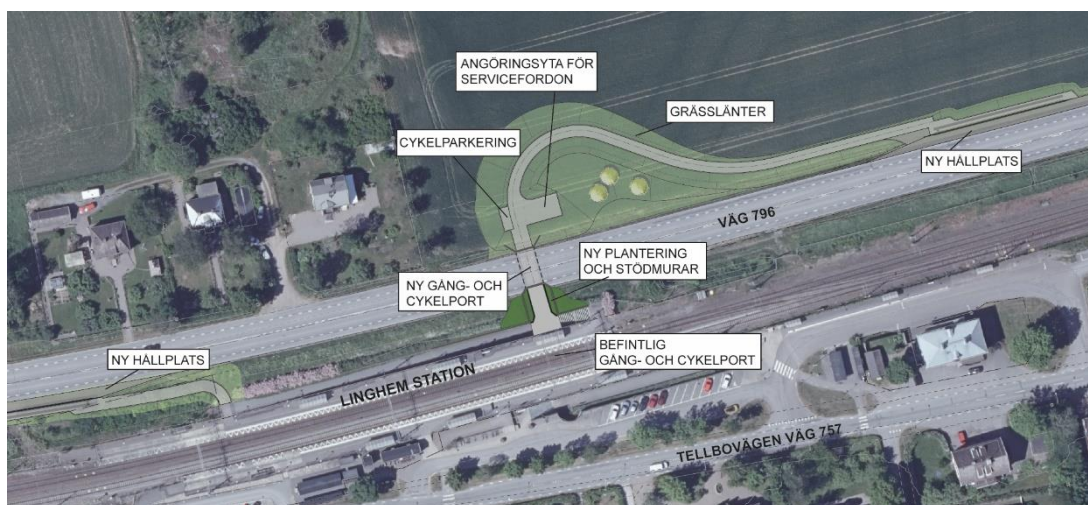 ANGÖRINGSYTA FÖR
SERVICEFORDON
GRÄSSLÄNTER
CYKELPARKERING
NY HÅLLPLATS
VÄG 796
NY PLANTERING
OCH STÖDMURAR
NY GÅNG- OCH
CYKELPORT
BEFINTLIG
GÅNG- OCH CYKELPORT
NY HÅLLPLATS
LINGHEM STATION
TELLBOVÄGEN VÄG 757